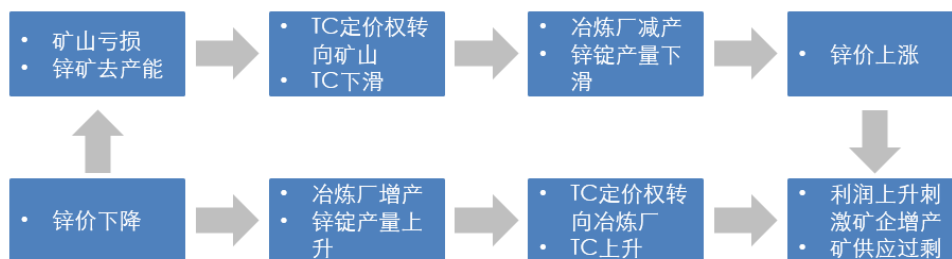 • 矿山亏损
• 锌矿去产能
• TC定价权转
向矿山
• TC下滑
• 冶炼厂减产
• 锌锭产量下
滑
• 锌价上涨
• 锌价下降
• 冶炼厂增产
• 锌锭产量上
升
• TC定价权转
向冶炼厂
• TC上升
• 利润上升刺
激矿企增产
• 矿供应过剩